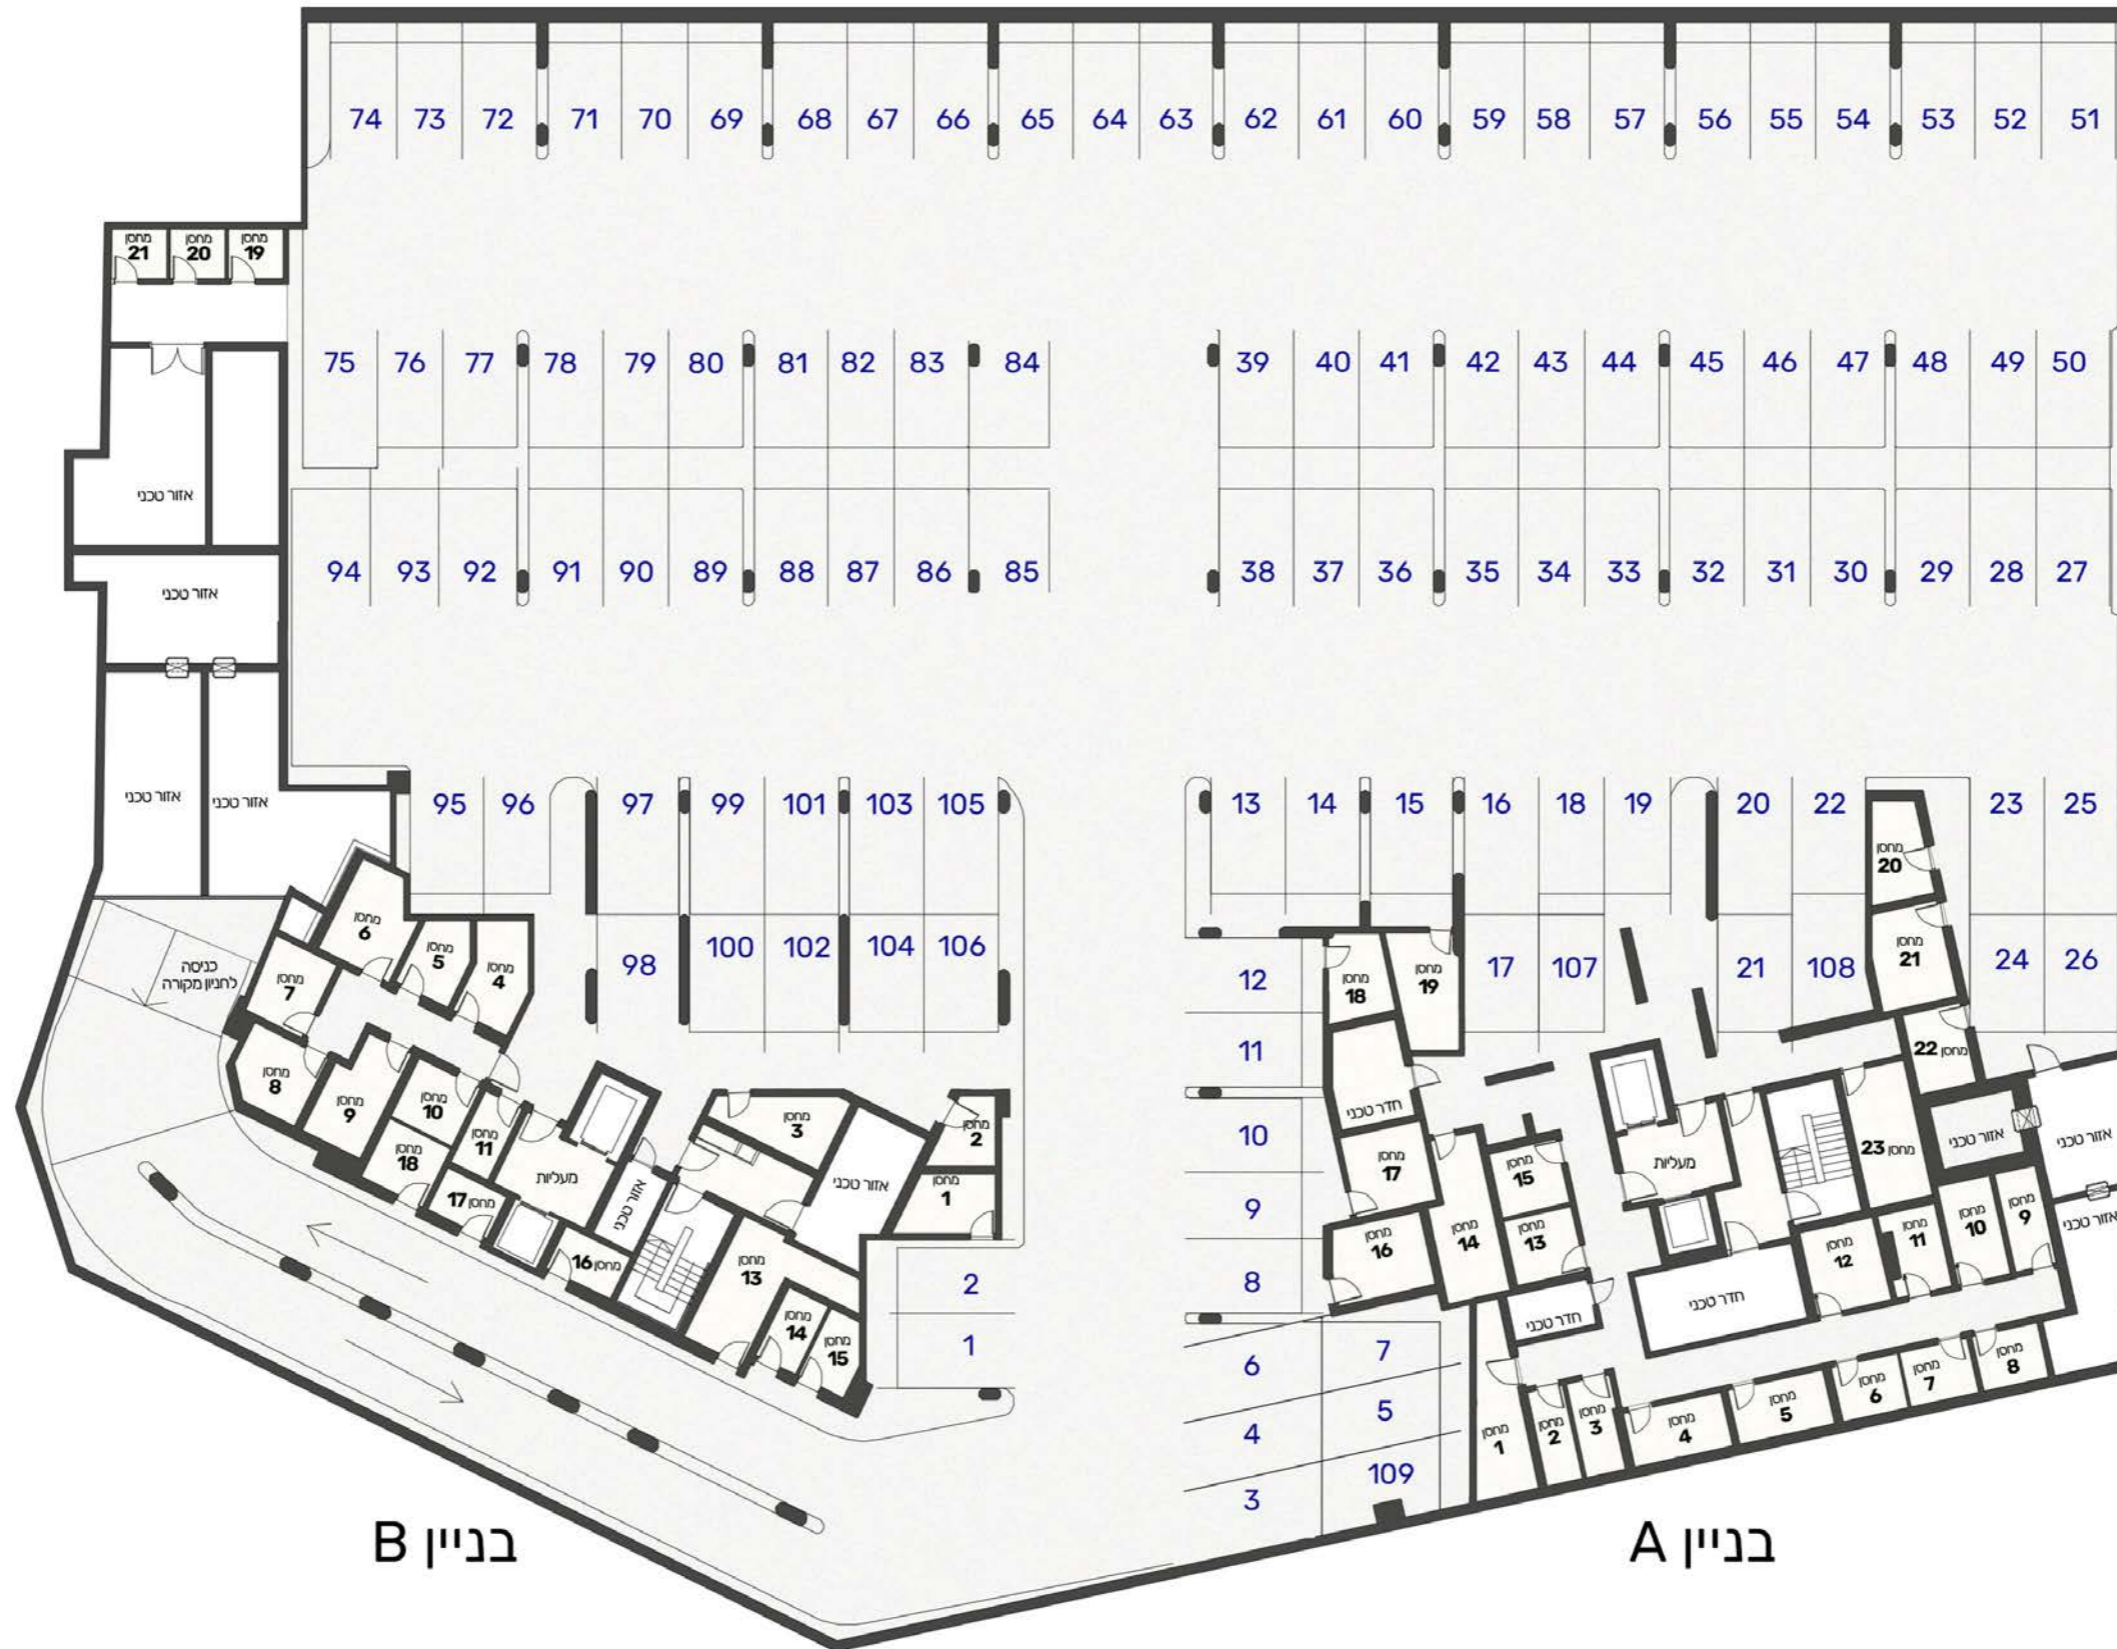 74 73 72 71 70 69 68 67 66 65 64 63 62 61 60 59 58 57 56 55 54 53 52 51
מחסן 21
מחסן 20
מחסן 19
75 76 77 78 79 80 81 82 83 84 39 40 41 42 43 44 45 46 47 48 49 50
אזור טכני
94 93 92 91 90 89 88 87 86 85 38 37 36 35 34 33 32 31 30 29 28 27
אזור טכני
אזור טכני
אזור טכני
95 96 97 99 101 103 105 13 14 15 16 18 19 20 22 23 25
98 100 102 104 106 12 17 107 21 108 24 26
11
10
9
8
כניסה
לחניון מקורה
מחסן 6
מחסן 5
מחסן 4
מחסן 7
מחסן 8
מחסן 9
מחסן 10
מחסן 11
מחסן 18
מחסן 17
מעליות
אזור טכני
מחסן 16
מחסן 3
מחסן 2
אזור טכני
מחסן 1
מחסן 13
מחסן 14
מחסן 15
2
1
מחסן 20
מחסן 21
מחסן 22
מחסן 18
מחסן 19
חדר טכני
מחסן 17
מחסן 16
מחסן 14
מחסן 15
מחסן 13
חדר טכני
מעליות
מחסן 23
אזור טכני
אזור טכני
אזור טכני
חדר טכני
מחסן 12
מחסן 11
מחסן 10
מחסן 9
6 7
4 5
3 109
מחסן 1
מחסן 2
מחסן 3
מחסן 4
מחסן 5
מחסן 6
מחסן 7
מחסן 8
בניין B
בניין A